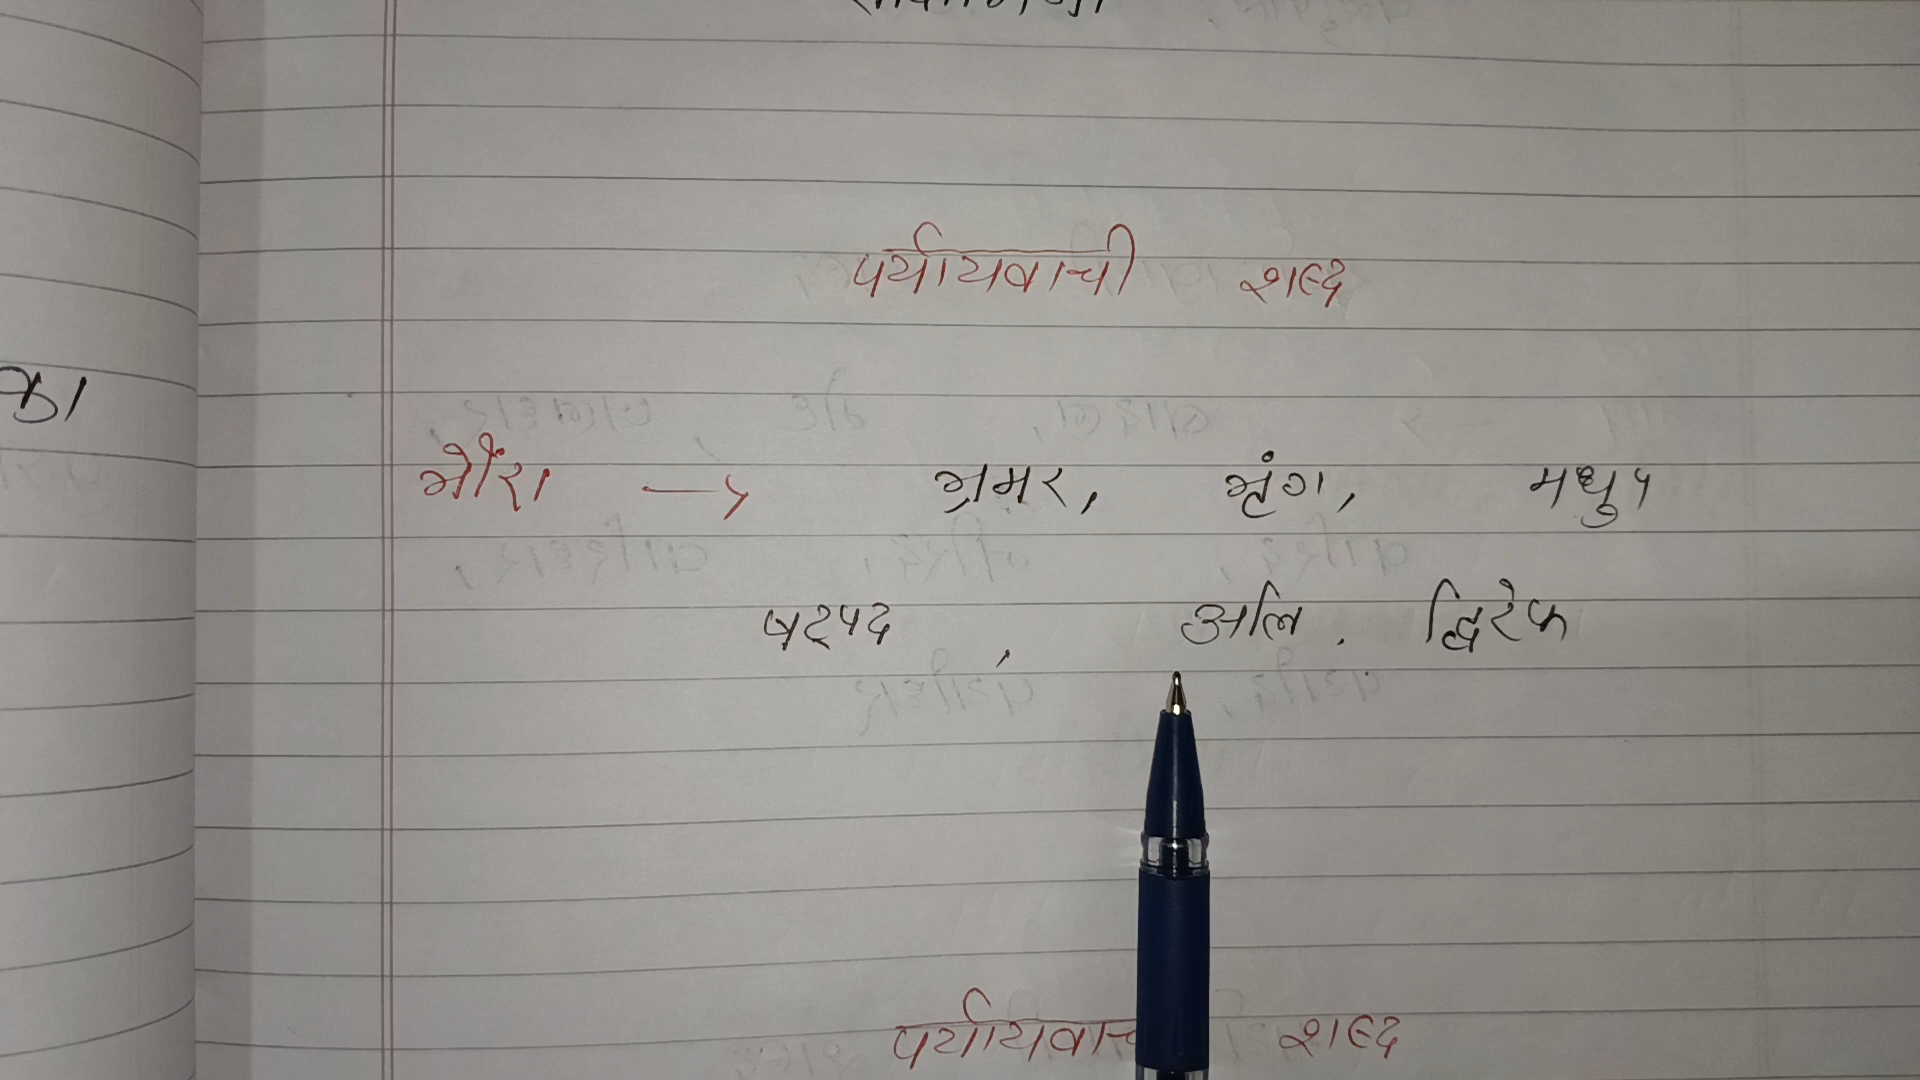 का
पर्यायवाची शब्द
भौंरा → भ्रमर, भृंग, मधुप
षट्पद , अलि . द्विरेफ
पर्यायवाच शब्द